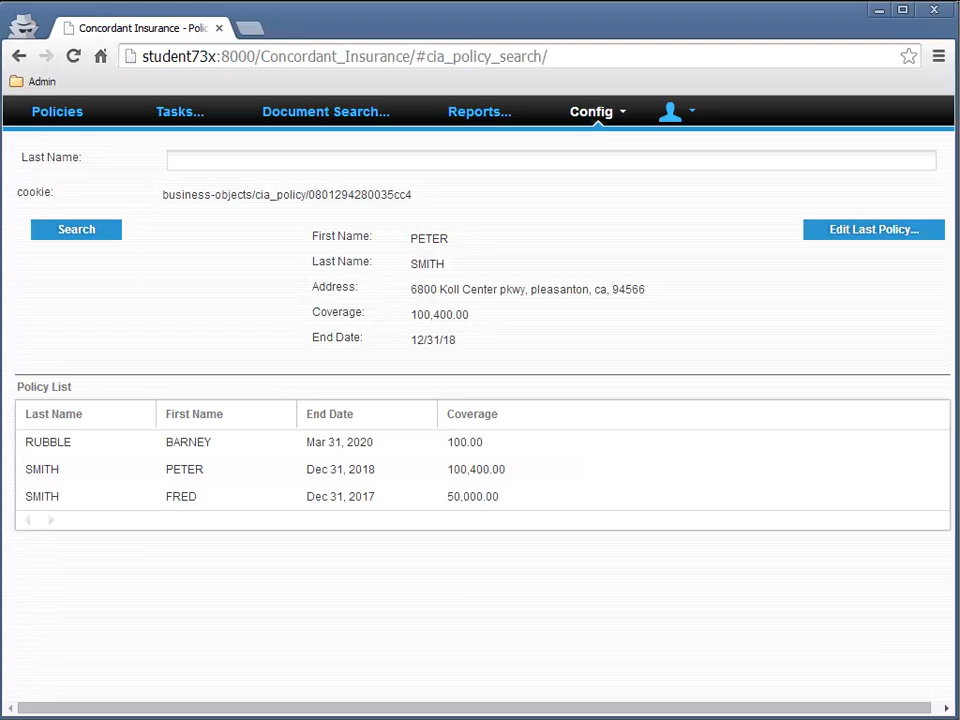 Concordant Insurance - Poli
student73x:8000/Concordant_Insurance/#cia_policy_search/
Admin
Policies Tasks... Document Search... Reports... Config
Last Name:
cookie: business-objects/cia_policy/0801294280035cc4
Search Edit Last Policy...
First Name: PETER
Last Name: SMITH
Address: 6800 Koll Center pkwy, pleasanton, ca, 94566
Coverage: 100,400.00
End Date: 12/31/18
Policy List
Last Name First Name End Date Coverage
RUBBLE BARNEY Mar 31, 2020 100.00
SMITH PETER Dec 31, 2018 100,400.00
SMITH FRED Dec 31, 2017 50,000.00